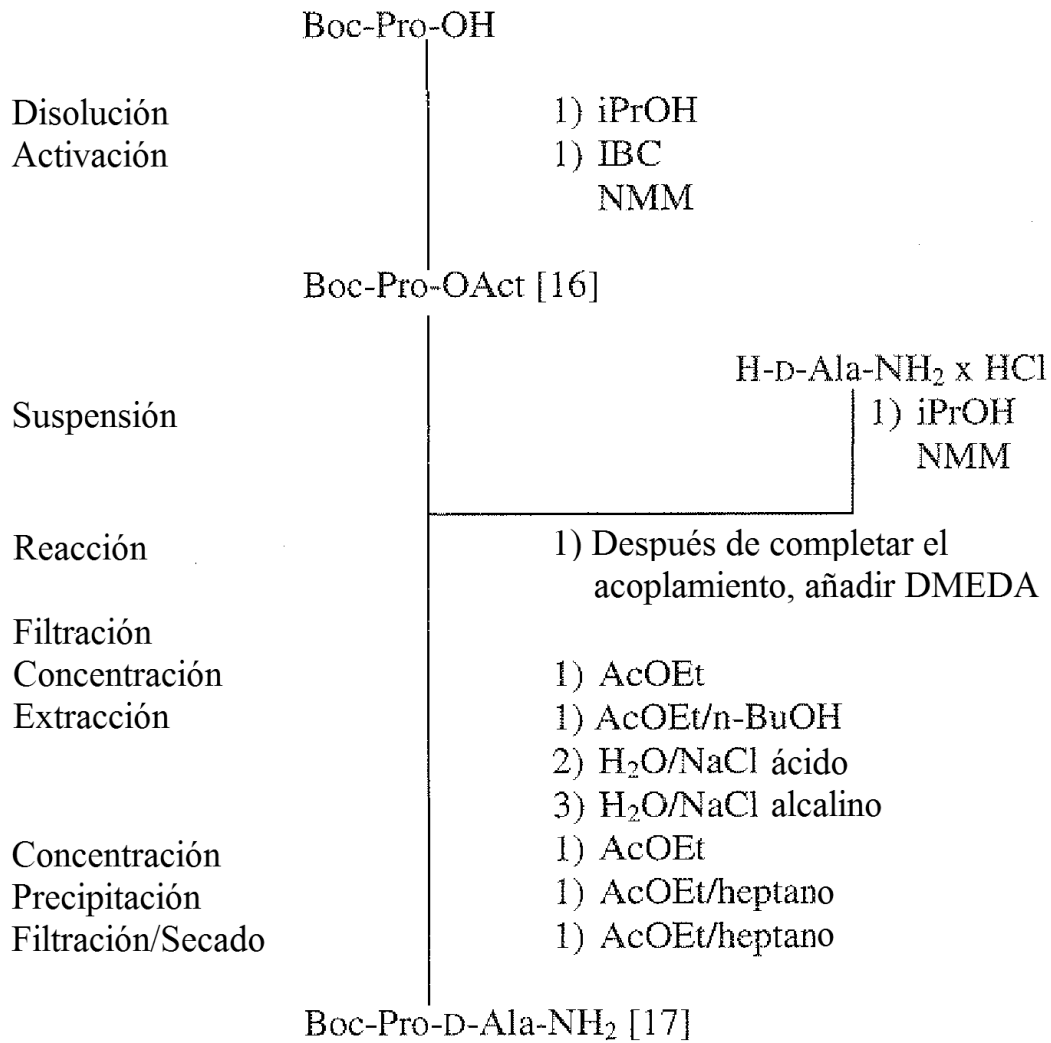 Boc-Pro-OH
Disolución 1) iPrOH
Activación 1) IBC
NMM
Boc-Pro-OAct [16]
H-D-Ala-NH₂ x HCl
Suspensión 1) iPrOH
NMM
Reacción 1) Después de completar el
acoplamiento, añadir DMEDA
Filtración
Concentración 1) AcOEt
Extracción 1) AcOEt/n-BuOH
2) H₂O/NaCl ácido
3) H₂O/NaCl alcalino
Concentración 1) AcOEt
Precipitación 1) AcOEt/heptano
Filtración/Secado 1) AcOEt/heptano
Boc-Pro-D-Ala-NH₂ [17]